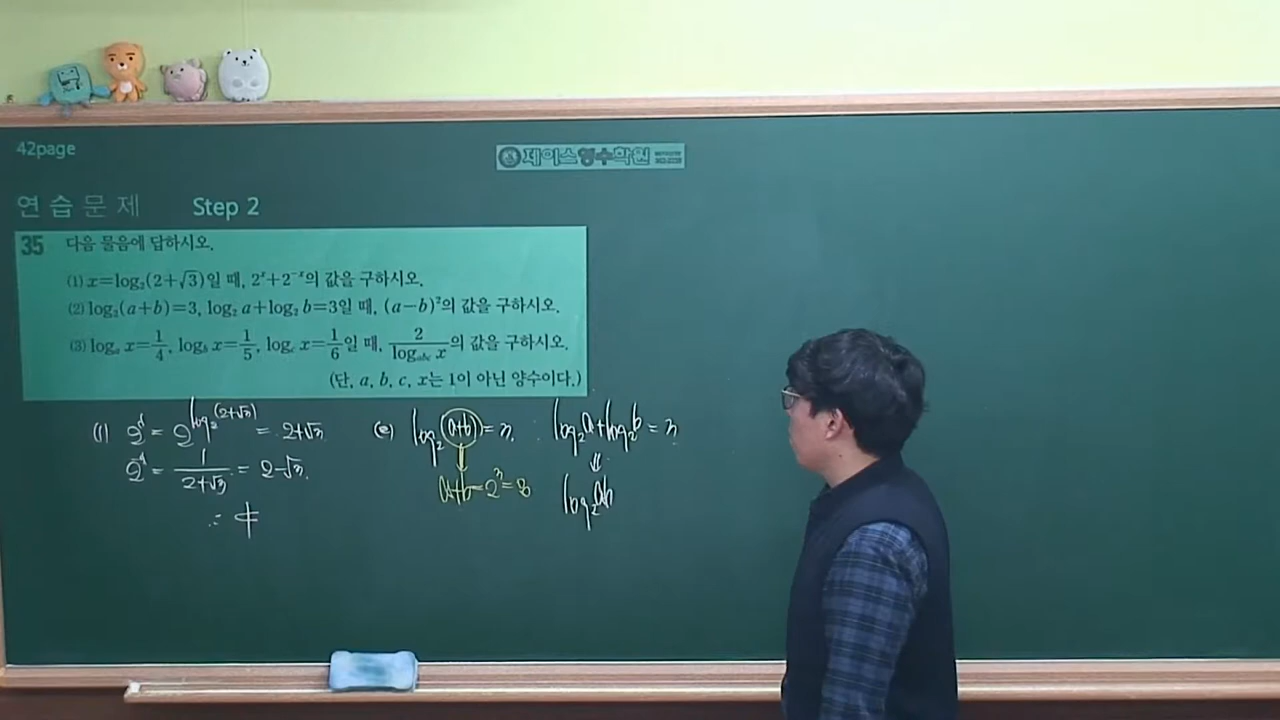 42page
제이스영수학원
연습문제 Step 2
35 다음 물음에 답하시오.
(1) x=log₂(2+√3)일 때, 2ˣ+2⁻ˣ의 값을 구하시오.
(2) log₂(a+b)=3, log₂ a+log₂ b=3일 때, (a-b)²의 값을 구하시오.
(3) logₐ x=1/4, log_b x=1/5, log_c x=1/6일 때, 2/log_abc x의 값을 구하시오.
(단, a, b, c, x는 1이 아닌 양수이다.)
(1) 2ˣ = 2^log₂(2+√3) = 2+√3
2⁻ˣ = 1/(2+√3) = 2-√3.
∴ 4
(2) log₂(a+b) = 3.
a+b = 2³ = 8
log₂a + log₂b = 3
⇓
log₂ab